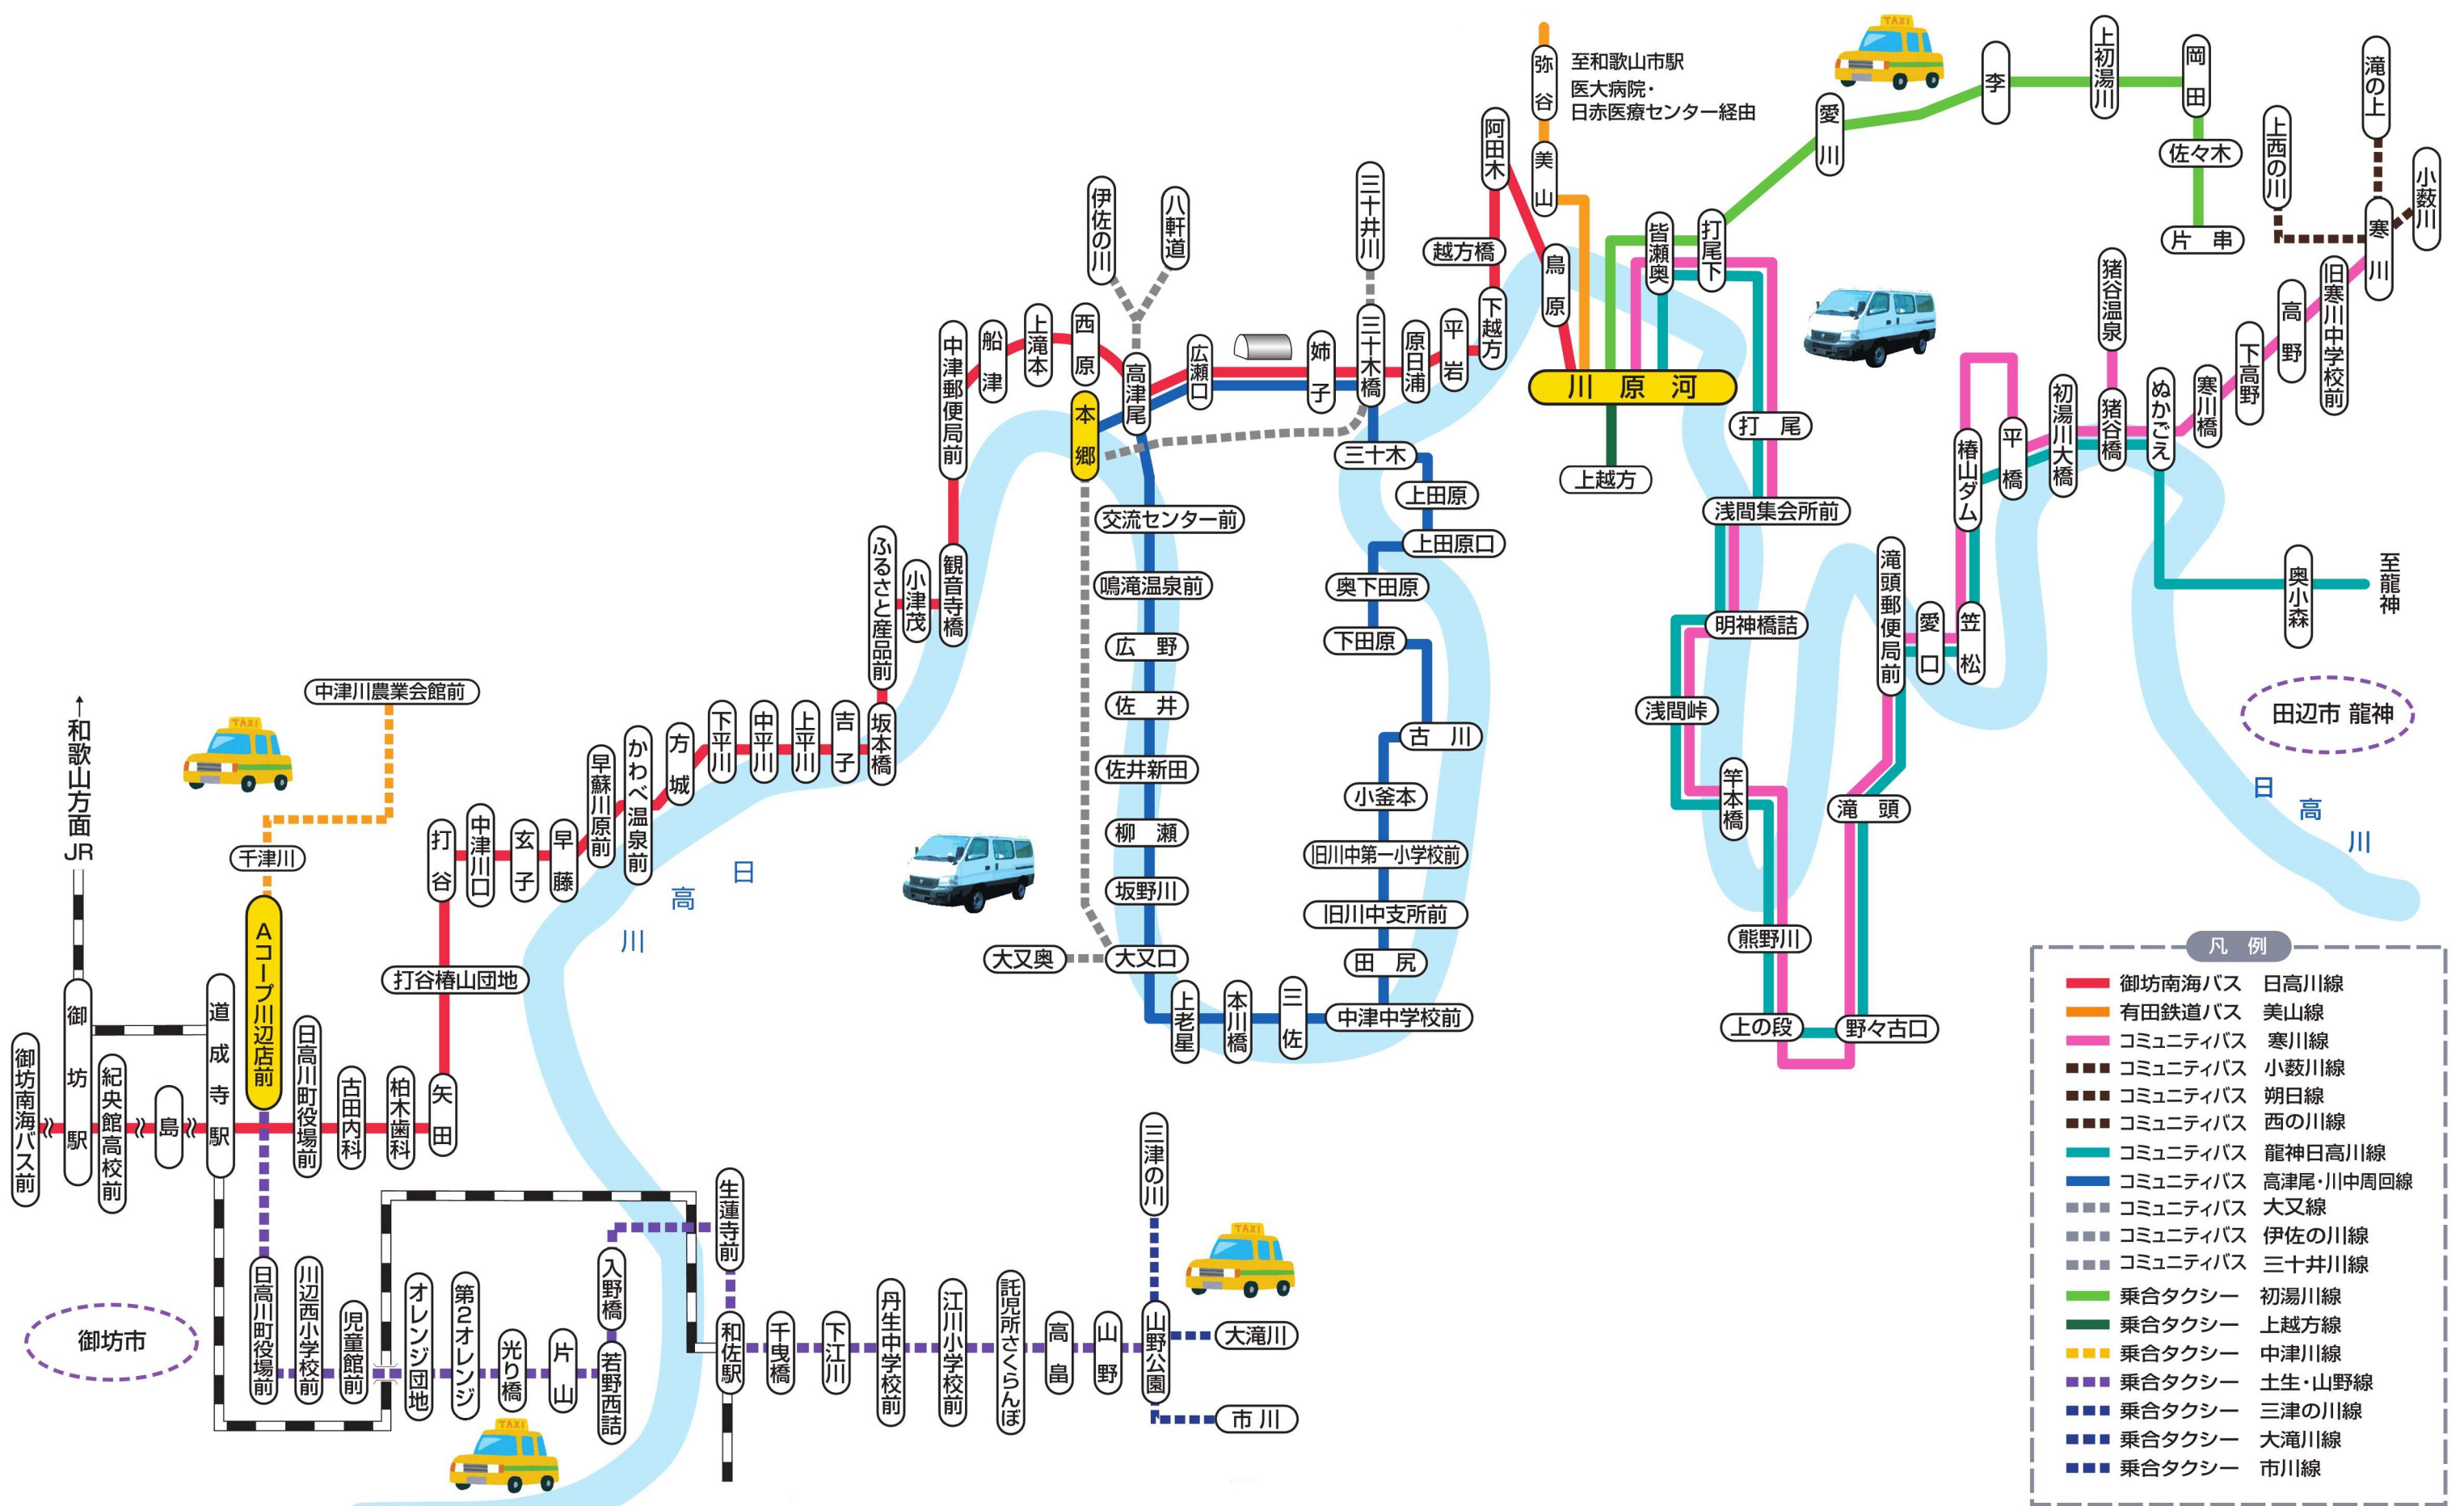 至和歌山市駅
医大病院・
日赤医療センター経由
弥谷
美山
阿田木
越方橋
下越方
鳥原
皆瀬奥
打尾下
愛川
李
上初湯川
岡田
佐々木
片串
滝の上
上西の川
小薮川
寒川
旧寒川中学校前
高野
下高野
寒川橋
ぬかごえ
猪谷温泉
猪谷橋
初湯川大橋
平橋
椿山ダム
笠松
愛口
滝頭郵便局前
滝頭
野々古口
上の段
熊野川
竿本橋
浅間峠
明神橋詰
浅間集会所前
打尾
川原河
上越方
奥小森
至龍神
田辺市 龍神
日高川
伊佐の川
八軒道
三十井川
中津郵便局前
船津
上滝本
西原
本郷
高津尾
広瀬口
姉子
三十木橋
原日浦
平岩
三十木
上田原
上田原口
奥下田原
下田原
古川
小釜本
旧川中第一小学校前
旧川中支所前
田尻
中津中学校前
三佐
本川橋
上老星
大又口
大又奥
坂野川
柳瀬
佐井新田
佐井
広野
鳴滝温泉前
交流センター前
観音寺橋
小津茂
ふるさと産品前
坂本橋
吉子
上平川
中平川
下平川
方城
かわべ温泉前
早蘇川原前
早藤
玄子
中津川口
打谷
打谷椿山団地
矢田
柏木歯科
古田内科
日高川町役場前
日高川
中津川農業会館前
千津川
Aコープ川辺店前
↑和歌山方面JR
道成寺駅
島
紀央館高校前
御坊駅
御坊南海バス前
御坊市
日高川町役場前
川辺西小学校前
児童館前
オレンジ団地
第2オレンジ
光り橋
片山
若野西詰
入野橋
生蓮寺前
和佐駅
千曳橋
下江川
丹生中学校前
江川小学校前
託児所さくらんぼ
高畠
山野
山野公園
三津の川
大滝川
市川
TAXI
TAXI
TAXI
TAXI
凡例
御坊南海バス 日高川線
有田鉄道バス 美山線
コミュニティバス 寒川線
コミュニティバス 小薮川線
コミュニティバス 朔日線
コミュニティバス 西の川線
コミュニティバス 龍神日高川線
コミュニティバス 高津尾・川中周回線
コミュニティバス 大又線
コミュニティバス 伊佐の川線
コミュニティバス 三十井川線
乗合タクシー 初湯川線
乗合タクシー 上越方線
乗合タクシー 中津川線
乗合タクシー 土生・山野線
乗合タクシー 三津の川線
乗合タクシー 大滝川線
乗合タクシー 市川線